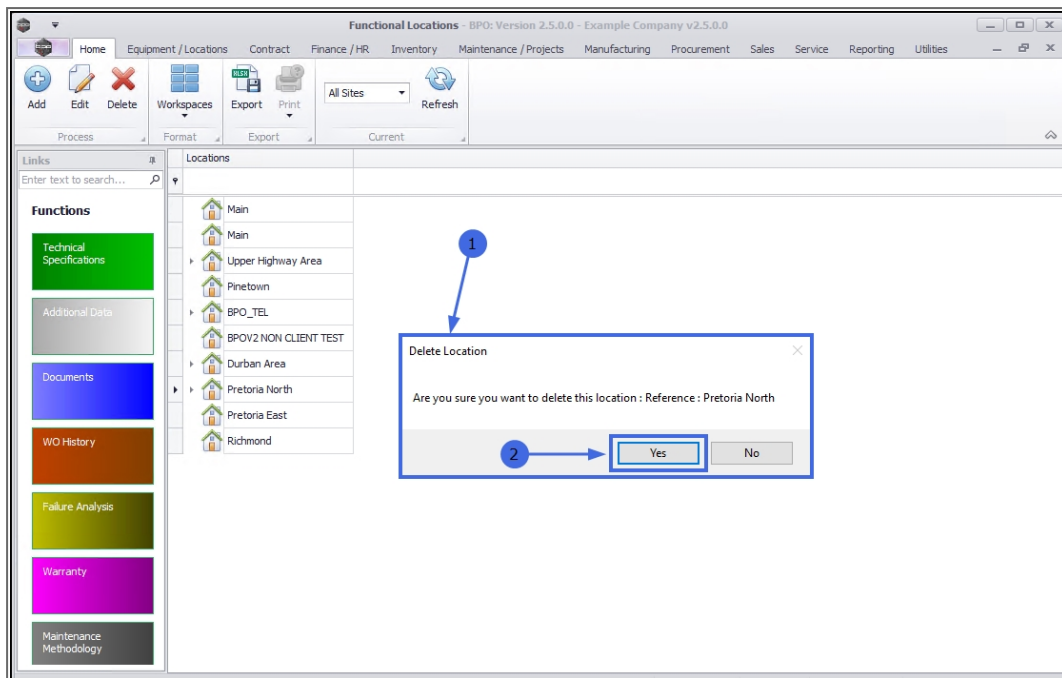 Functional Locations - BPO: Version 2.5.0.0 - Example Company v2.5.0.0
Home Equipment / Locations Contract Finance / HR Inventory Maintenance / Projects Manufacturing Procurement Sales Service Reporting Utilities
Add Edit Delete Workspaces XLSX Export Print All Sites Refresh
Process Format Export Current
Links
Enter text to search...
Functions
Technical
Specifications
Additional Data
Documents
WO History
Failure Analysis
Warranty
Maintenance
Methodology
Locations
Main
Main
Upper Highway Area
Pinetown
BPO_TEL
BPOV2 NON CLIENT TEST
Durban Area
Pretoria North
Pretoria East
Richmond
1
Delete Location
Are you sure you want to delete this location : Reference : Pretoria North
2
Yes No